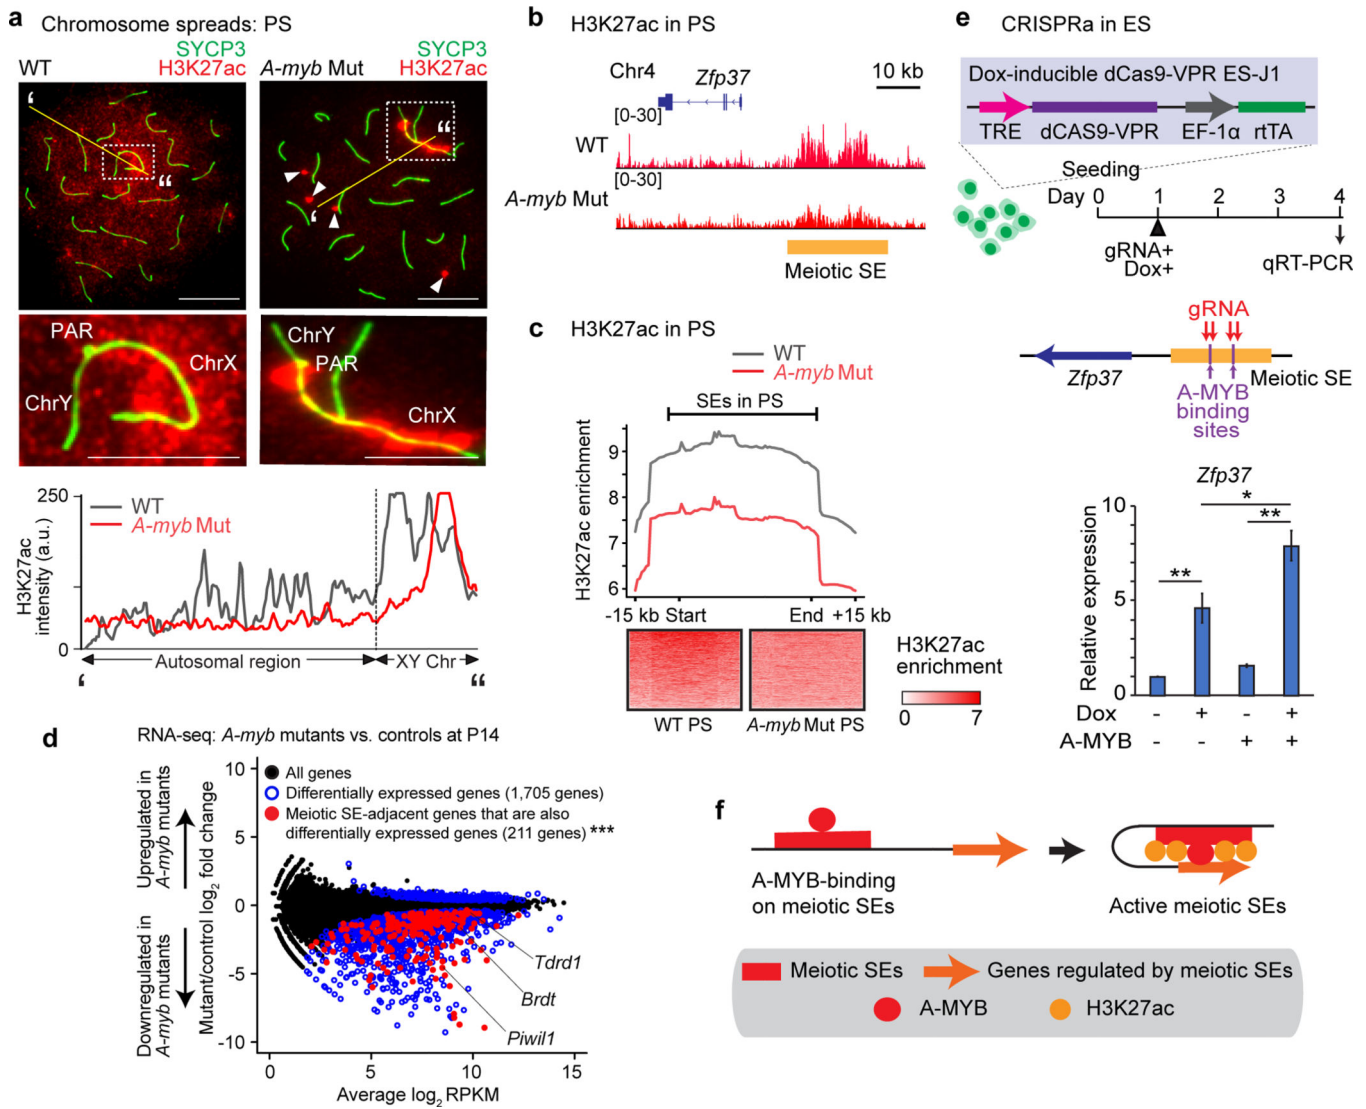 a Chromosome spreads: PS
SYCP3
WT H3K27ac
SYCP3
A-myb Mut H3K27ac
‘
“
“
‘
PAR
ChrX
ChrY
ChrY
PAR
ChrX
250
WT
A-myb Mut
H3K27ac
intensity (a.u.)
0
Autosomal region
XY Chr
‘
“
b H3K27ac in PS
Chr4 Zfp37 10 kb
[0-30]
WT
[0-30]
A-myb Mut
Meiotic SE
c H3K27ac in PS
WT
A-myb Mut
SEs in PS
H3K27ac enrichment
9
8
7
6
-15 kb Start End +15 kb
WT PS
A-myb Mut PS
H3K27ac
enrichment
0 7
d RNA-seq: A-myb mutants vs. controls at P14
Upregulated in
A-myb mutants
Downregulated in
A-myb mutants
Mutant/control log2 fold change
10
5
0
-5
-10
All genes
Differentially expressed genes (1,705 genes)
Meiotic SE-adjacent genes that are also
differentially expressed genes (211 genes) ***
Tdrd1
Brdt
Piwil1
0 5 10 15
Average log2 RPKM
e CRISPRa in ES
Dox-inducible dCas9-VPR ES-J1
TRE dCAS9-VPR EF-1α rtTA
Seeding
Day 0 1 2 3 4
gRNA+
Dox+
qRT-PCR
gRNA
Zfp37
Meiotic SE
A-MYB
binding
sites
Zfp37
*
**
**
Relative expression
10
5
0
Dox - + - +
A-MYB - - + +
f
A-MYB-binding
on meiotic SEs
Active meiotic SEs
Meiotic SEs
Genes regulated by meiotic SEs
A-MYB
H3K27ac